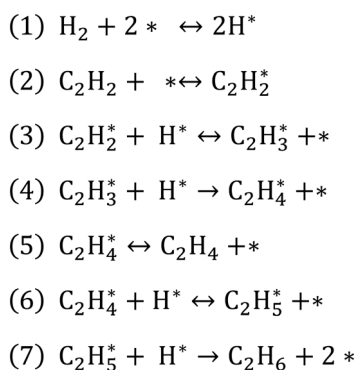 (1) H₂ + 2 * ↔ 2H*
(2) C₂H₂ + *↔ C₂H₂*
(3) C₂H₂* + H* ↔ C₂H₃* +*
(4) C₂H₃* + H* → C₂H₄* +*
(5) C₂H₄* ↔ C₂H₄ +*
(6) C₂H₄* + H* ↔ C₂H₅* +*
(7) C₂H₅* + H* → C₂H₆ + 2 *